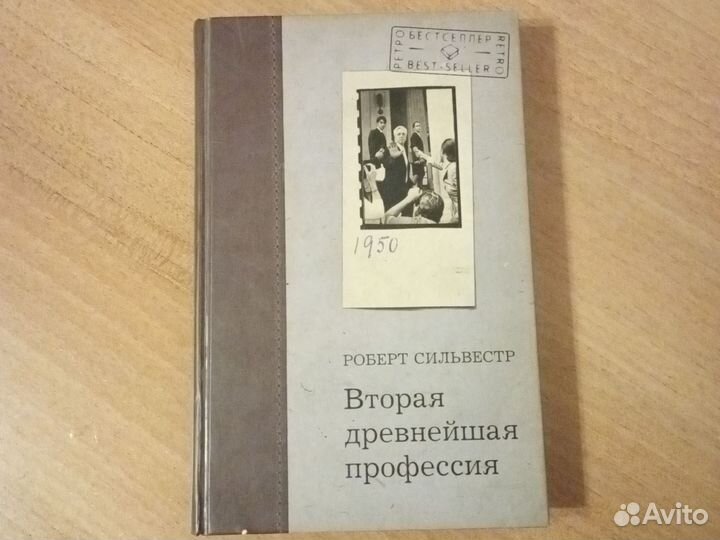 РЕТРО
БЕСТСЕЛЛЕР
BEST-SELLER
RETRO
1950
РОБЕРТ СИЛЬВЕСТР
Вторая
древнейшая
профессия
Avito